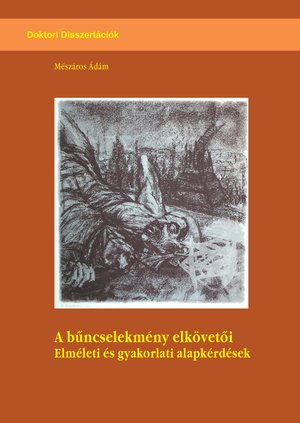 Doktori Disszertációk
Mészáros Ádám
A bűncselekmény elkövetői
Elméleti és gyakorlati alapkérdések